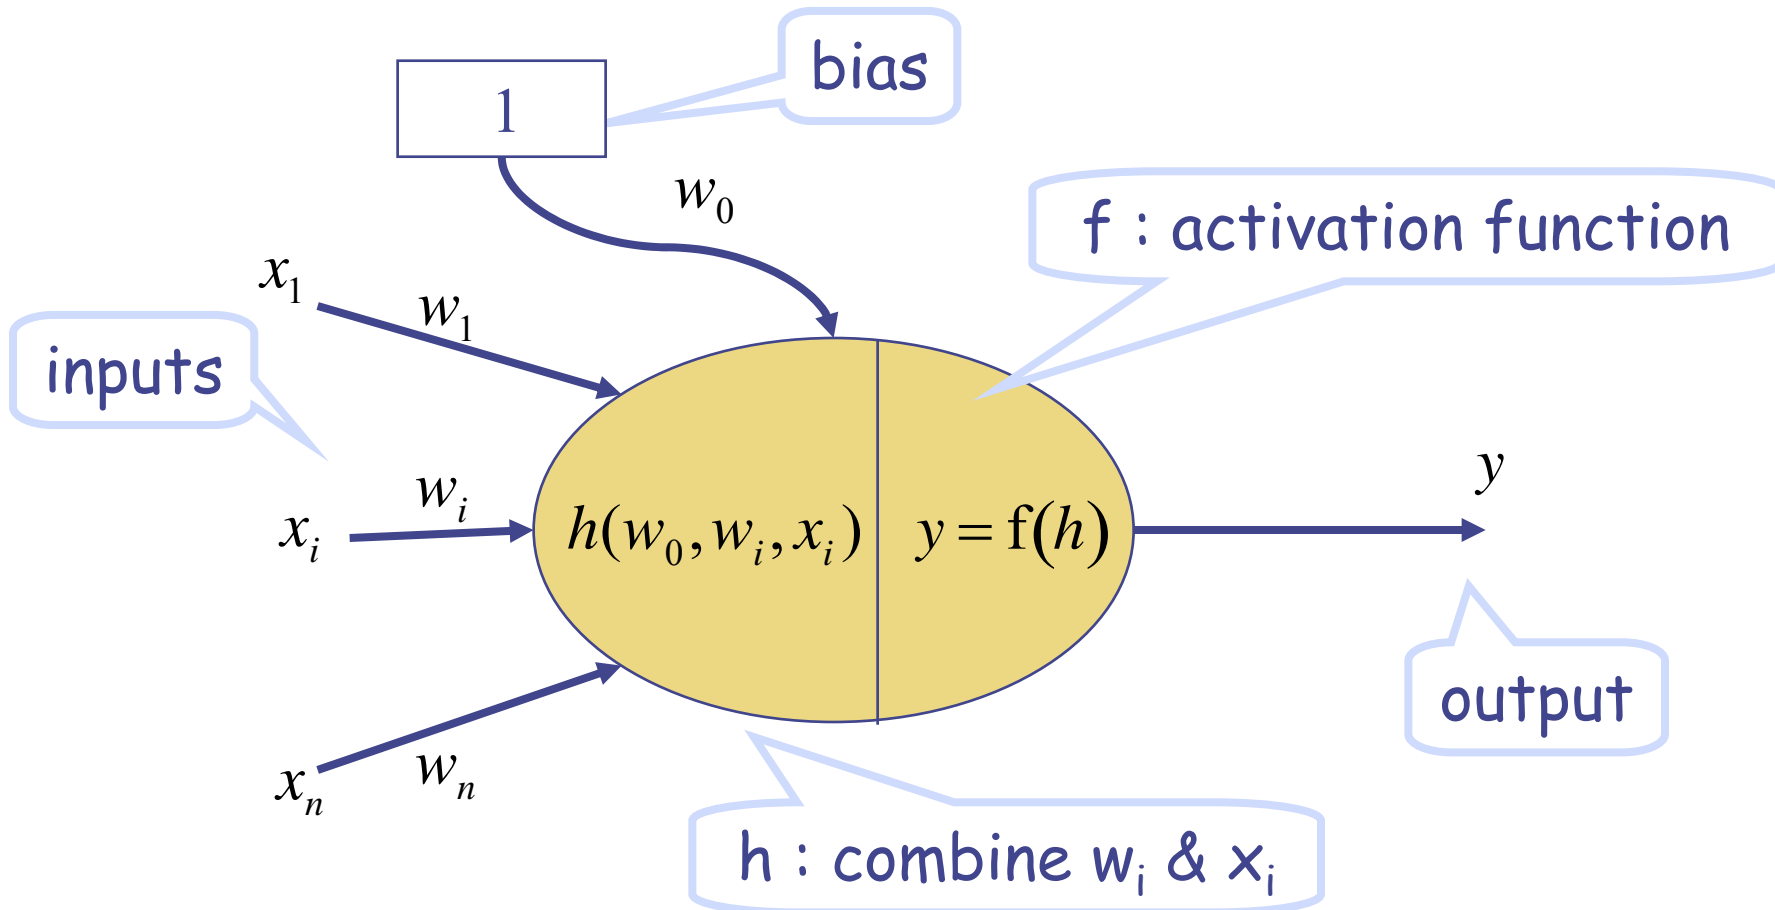 bias
1
w₀
f : activation function
x₁
w₁
inputs
y
wᵢ
xᵢ
h(w₀, wᵢ, xᵢ)
y = f(h)
output
xₙ
wₙ
h : combine wᵢ & xᵢ